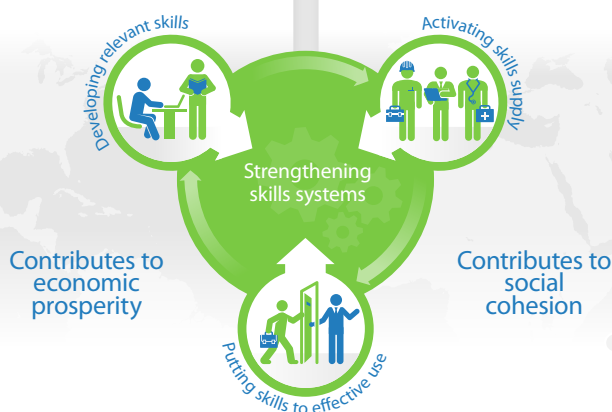 Developing relevant skills
Activating skills supply
Strengthening
skills systems
Contributes to
economic
prosperity
Contributes to
social
cohesion
Putting skills to effective use